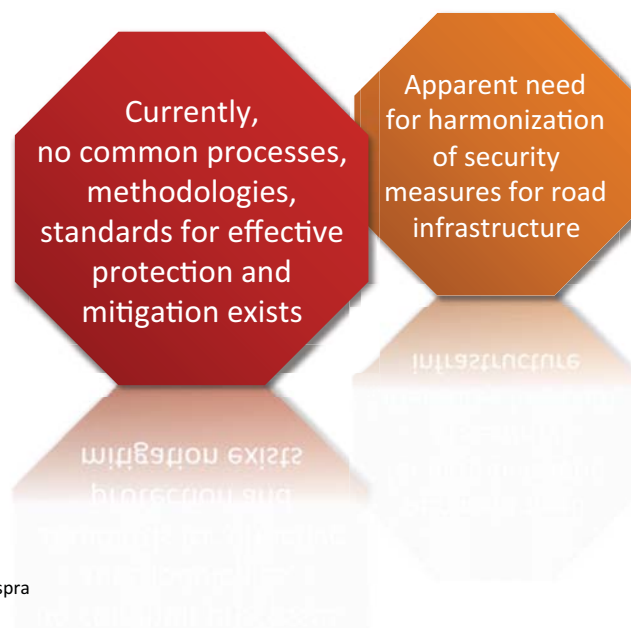 Currently,
no common processes,
methodologies,
standards for effective
protection and
mitigation exists
Apparent need
for harmonization
of security
measures for road
infrastructure
spra